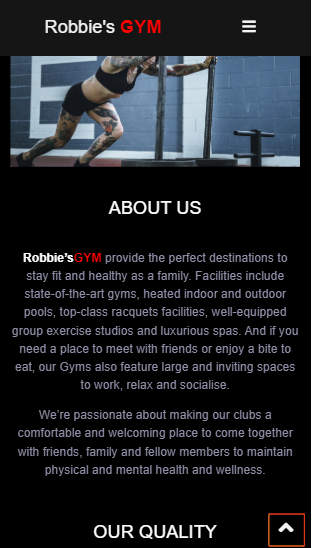 Robbie's GYM
ABOUT US
Robbie’sGYM provide the perfect destinations to
stay fit and healthy as a family. Facilities include
state-of-the-art gyms, heated indoor and outdoor
pools, top-class racquets facilities, well-equipped
group exercise studios and luxurious spas. And if you
need a place to meet with friends or enjoy a bite to
eat, our Gyms also feature large and inviting spaces
to work, relax and socialise.
We’re passionate about making our clubs a
comfortable and welcoming place to come together
with friends, family and fellow members to maintain
physical and mental health and wellness.
OUR QUALITY